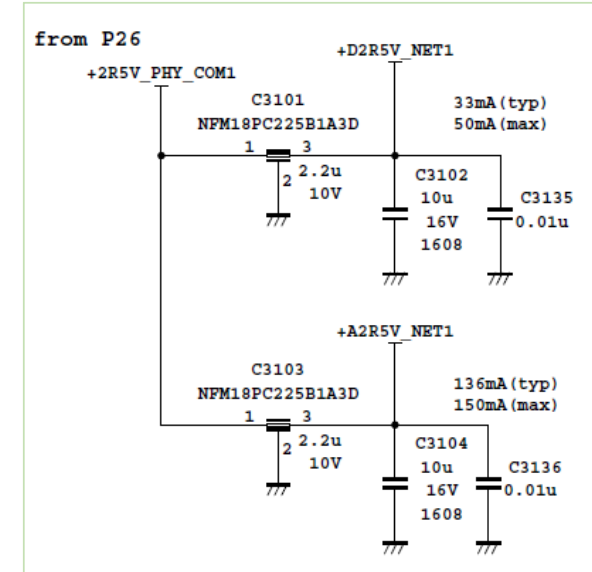 from P26
+D2R5V_NET1
+2R5V_PHY_COM1
C3101
NFM18PC225B1A3D
33mA(typ)
50mA(max)
1 3
2 2.2u
10V
C3102
10u
16V
1608
C3135
0.01u
+A2R5V_NET1
C3103
NFM18PC225B1A3D
136mA(typ)
150mA(max)
1 3
2 2.2u
10V
C3104
10u
16V
1608
C3136
0.01u